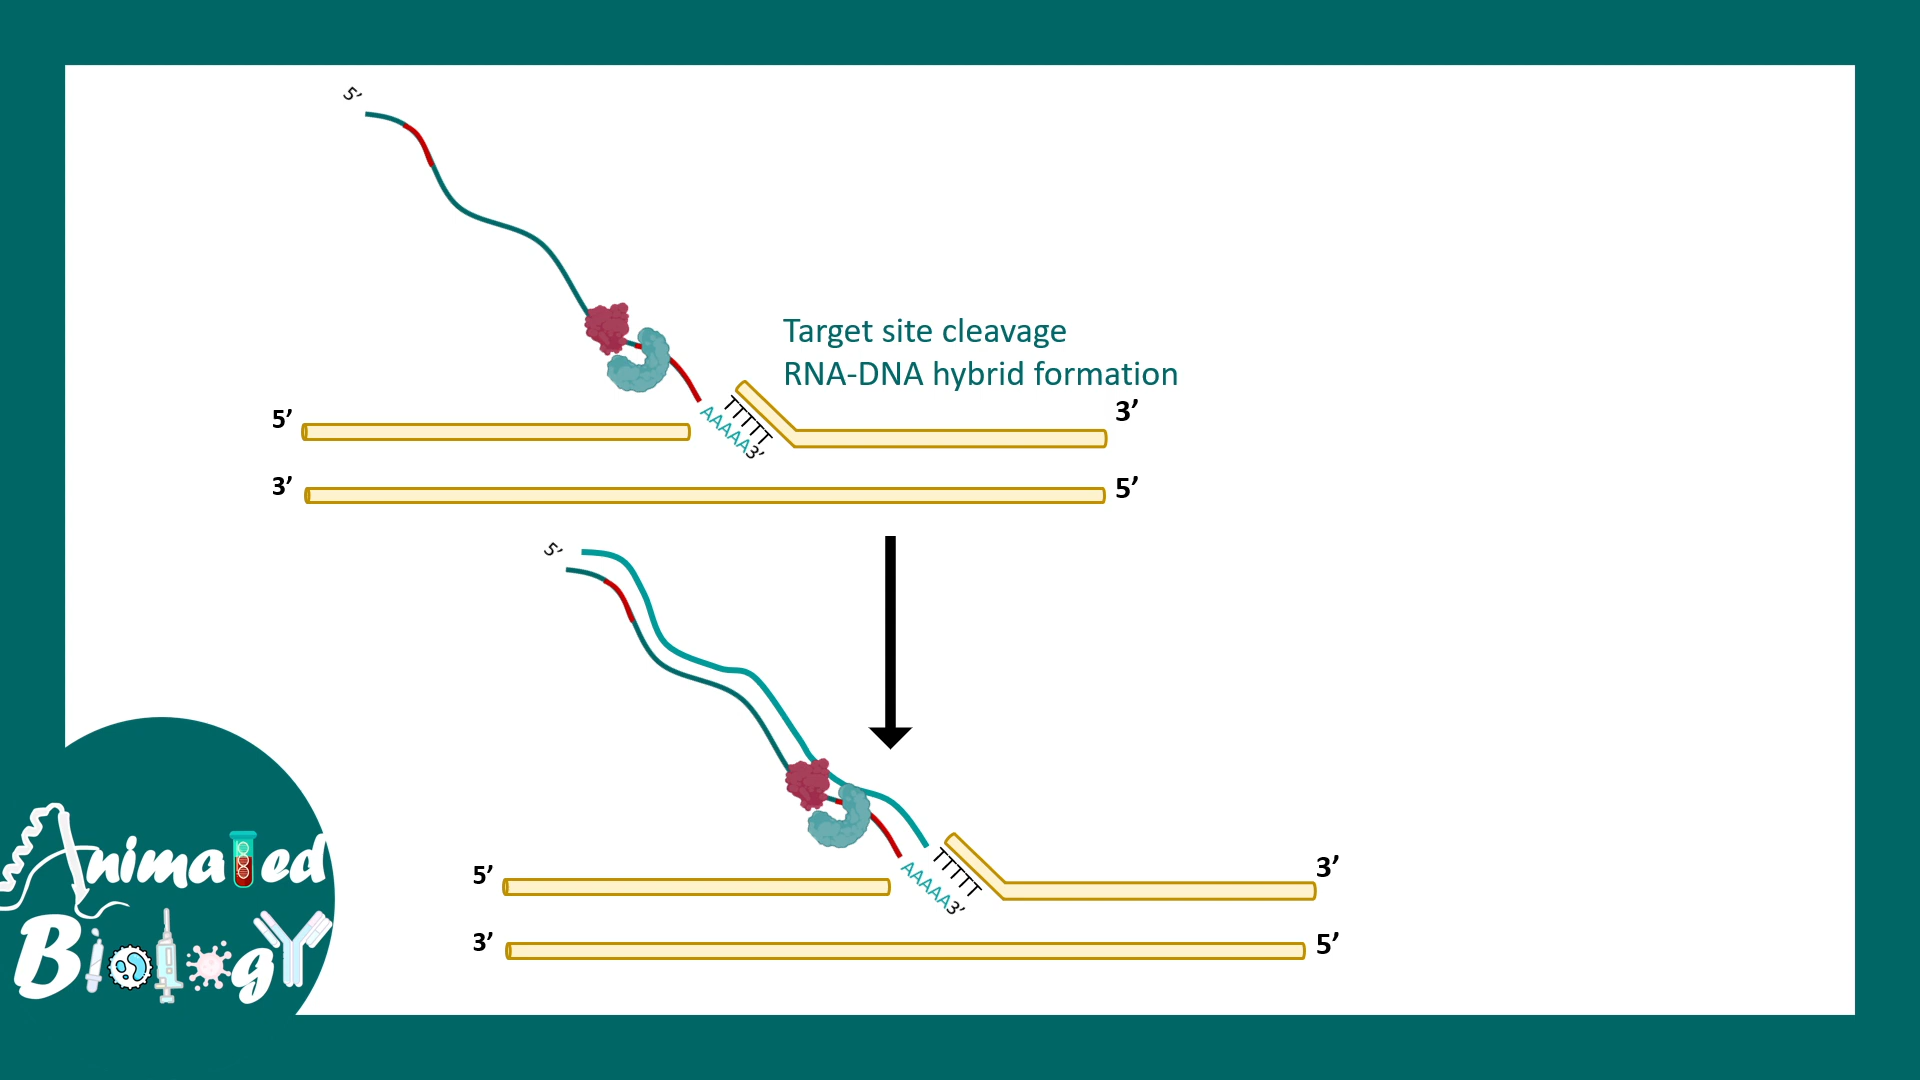 5’
Target site cleavage
RNA-DNA hybrid formation
5’
3’
TTTTT
AAAAA3’
3’
5’
5’
5’
3’
TTTTT
AAAAA3’
3’
5’
Animated
BiologY